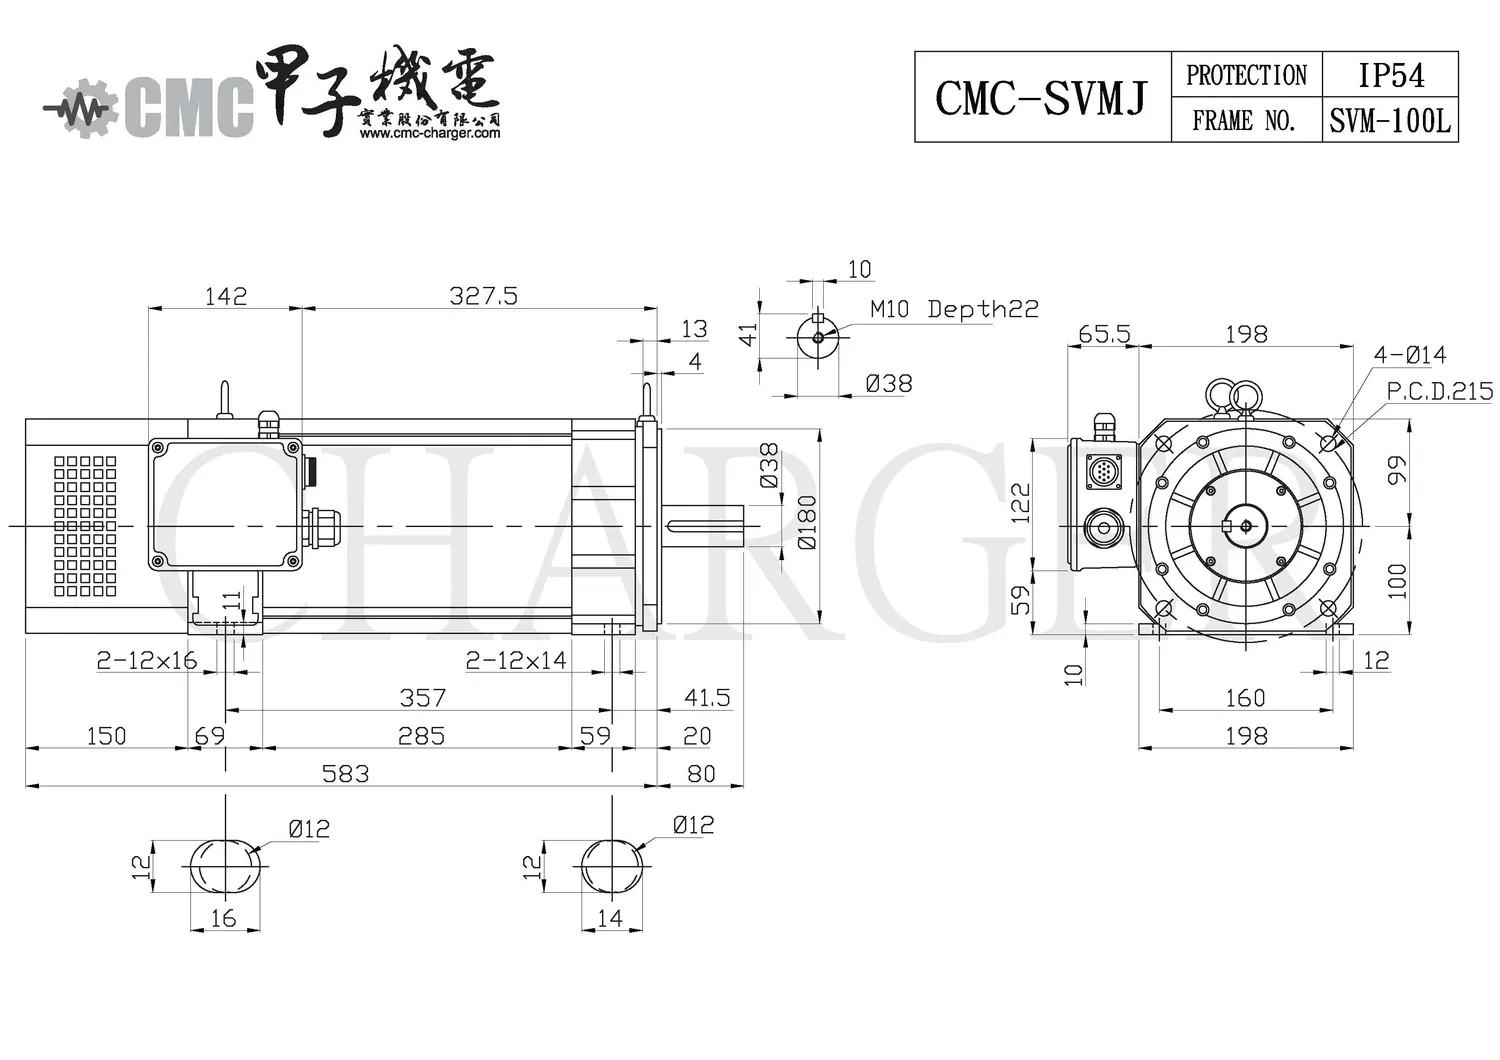 CMC 甲子機電
實業股份有限公司
www.cmc-charger.com
CMC-SVMJ
PROTECTION
IP54
FRAME NO.
SVM-100L
10
M10 Depth22
41
Ø38
142
327.5
13
4
Ø38
Ø180
11
2-12x16
2-12x14
357
41.5
150
69
285
59
20
583
80
Ø12
12
16
Ø12
12
14
65.5
198
4-Ø14
P.C.D.215
99
122
100
59
10
12
160
198
CHARGER